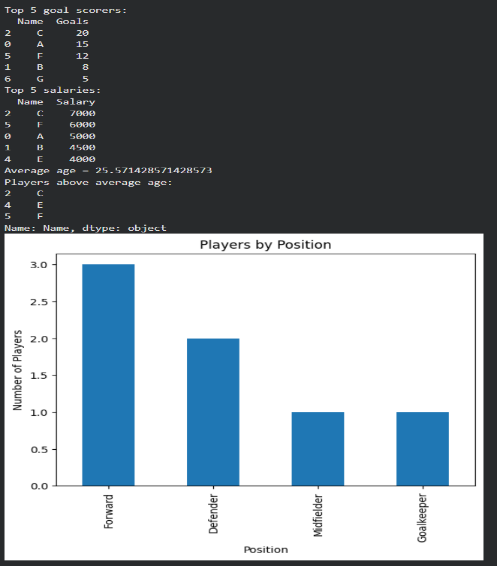 Top 5 goal scorers:
  Name  Goals
2    C     20
0    A     15
5    F     12
1    B      8
6    G      5
Top 5 salaries:
  Name  Salary
2    C    7000
5    F    6000
0    A    5000
1    B    4500
4    E    4000
Average age = 25.571428571428573
Players above average age:
2    C
4    E
5    F
Name: Name, dtype: object
Players by Position
3.0
2.5
2.0
1.5
1.0
0.5
0.0
Number of Players
Forward
Defender
Midfielder
Goalkeeper
Position